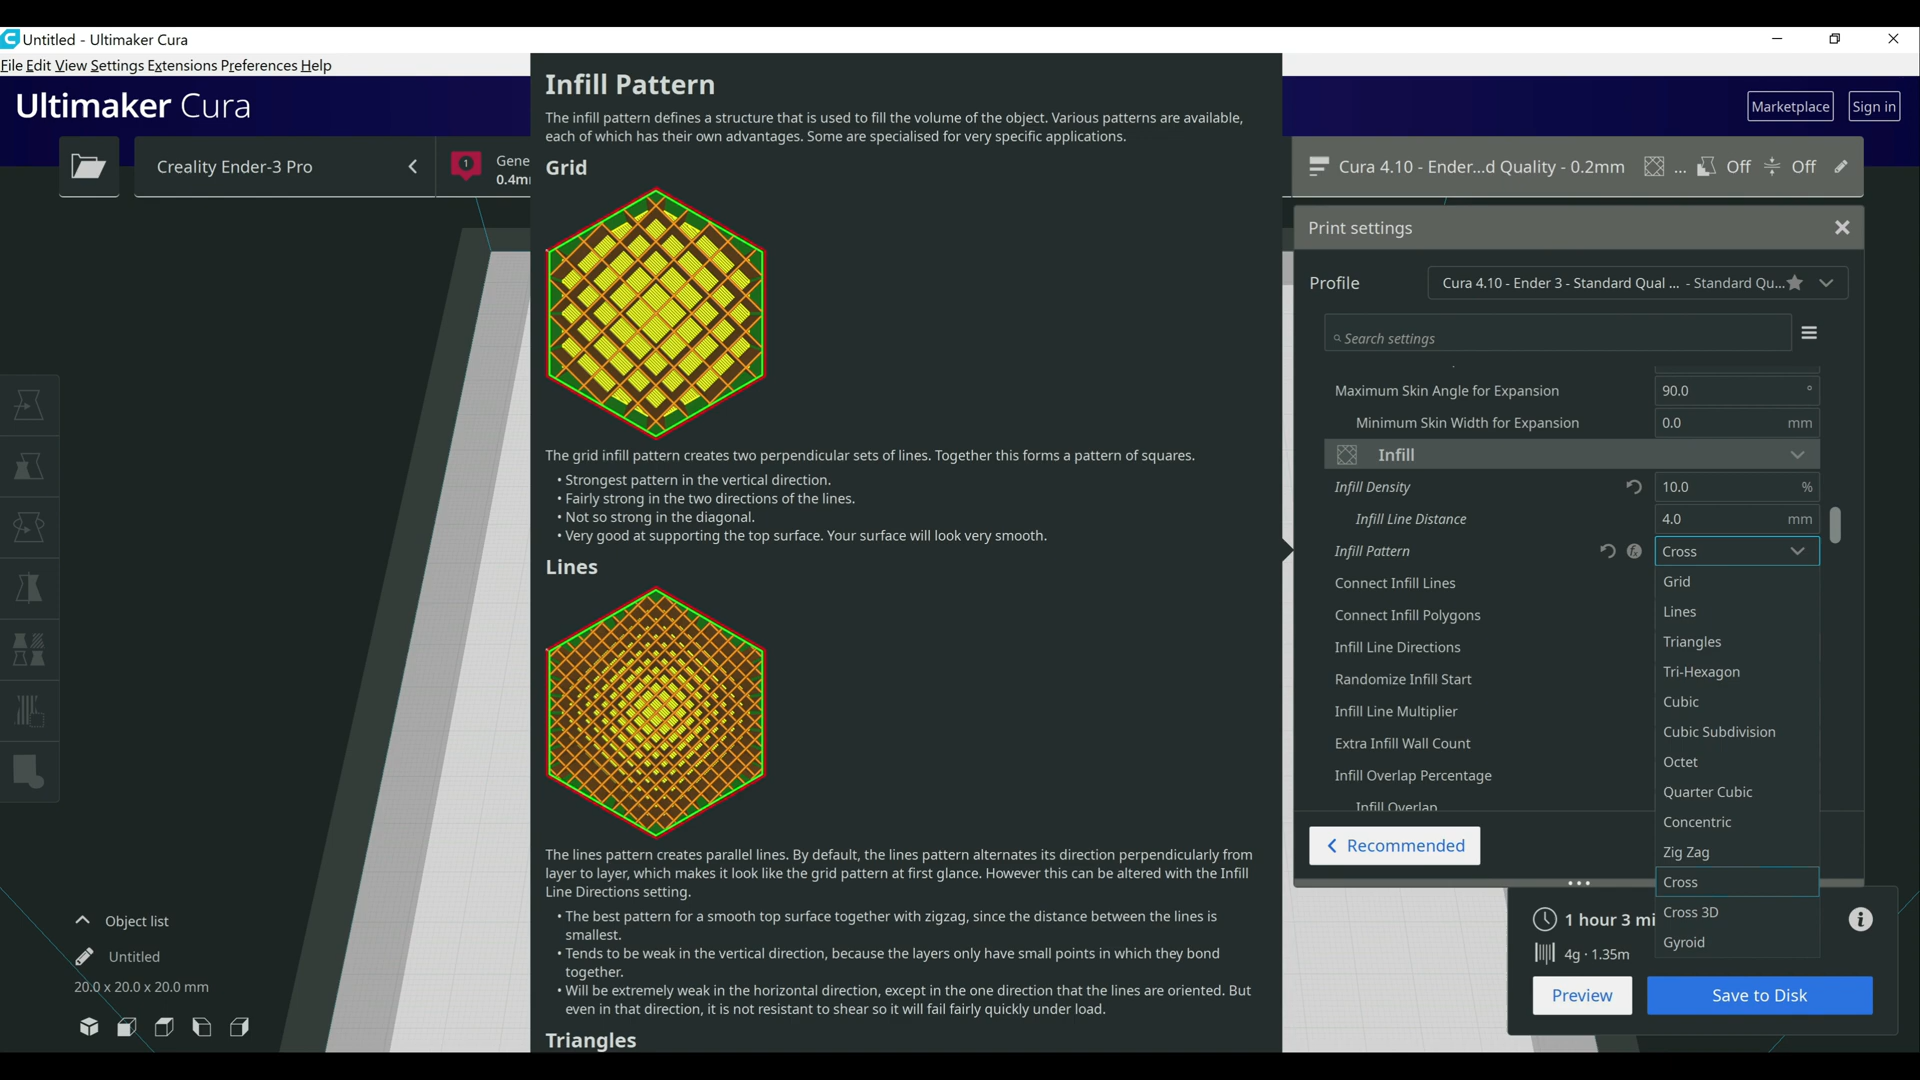 Untitled - Ultimaker Cura
File Edit View Settings Extensions Preferences Help
Ultimaker Cura
Marketplace
Sign in
Creality Ender-3 Pro
1
Gene
0.4mm
Cura 4.10 - Ender...d Quality - 0.2mm
...
Off
Off
Infill Pattern
The infill pattern defines a structure that is used to fill the volume of the object. Various patterns are available,
each of which has their own advantages. Some are specialised for very specific applications.
Grid
The grid infill pattern creates two perpendicular sets of lines. Together this forms a pattern of squares.
• Strongest pattern in the vertical direction.
• Fairly strong in the two directions of the lines.
• Not so strong in the diagonal.
• Very good at supporting the top surface. Your surface will look very smooth.
Lines
The lines pattern creates parallel lines. By default, the lines pattern alternates its direction perpendicularly from
layer to layer, which makes it look like the grid pattern at first glance. However this can be altered with the Infill
Line Directions setting.
• The best pattern for a smooth top surface together with zigzag, since the distance between the lines is
smallest.
• Tends to be weak in the vertical direction, because the layers only have small points in which they bond
together.
• Will be extremely weak in the horizontal direction, except in the one direction that the lines are oriented. But
even in that direction, it is not resistant to shear so it will fail fairly quickly under load.
Triangles
Print settings
Profile
Cura 4.10 - Ender 3 - Standard Qual ... - Standard Qu...
Search settings
Maximum Skin Angle for Expansion 90.0 °
Minimum Skin Width for Expansion 0.0 mm
Infill
Infill Density 10.0 %
Infill Line Distance 4.0 mm
Infill Pattern Cross
Connect Infill Lines
Connect Infill Polygons
Infill Line Directions
Randomize Infill Start
Infill Line Multiplier
Extra Infill Wall Count
Infill Overlap Percentage
Infill Overlap
Grid
Lines
Triangles
Tri-Hexagon
Cubic
Cubic Subdivision
Octet
Quarter Cubic
Concentric
Zig Zag
Cross
Cross 3D
Gyroid
Recommended
1 hour 3 mi
4g · 1.35m
Preview
Save to Disk
Object list
Untitled
20.0 x 20.0 x 20.0 mm